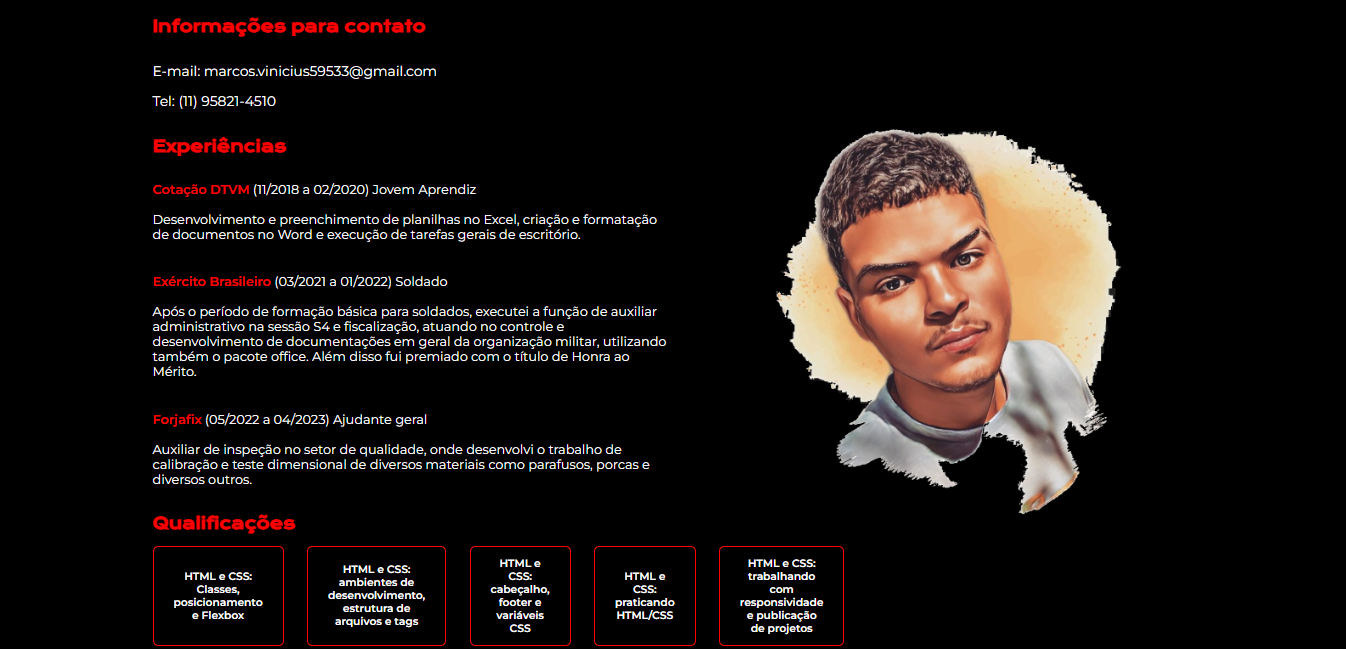 Informações para contato
E-mail: marcos.vinicius59533@gmail.com
Tel: (11) 95821-4510
Experiências
Cotação DTVM (11/2018 a 02/2020) Jovem Aprendiz
Desenvolvimento e preenchimento de planilhas no Excel, criação e formatação
de documentos no Word e execução de tarefas gerais de escritório.
Exército Brasileiro (03/2021 a 01/2022) Soldado
Após o período de formação básica para soldados, executei a função de auxiliar
administrativo na sessão S4 e fiscalização, atuando no controle e
desenvolvimento de documentações em geral da organização militar, utilizando
também o pacote office. Além disso fui premiado com o título de Honra ao
Mérito.
Forjafix (05/2022 a 04/2023) Ajudante geral
Auxiliar de inspeção no setor de qualidade, onde desenvolvi o trabalho de
calibração e teste dimensional de diversos materiais como parafusos, porcas e
diversos outros.
Qualificações
HTML e CSS:
Classes,
posicionamento
e Flexbox
HTML e CSS:
ambientes de
desenvolvimento,
estrutura de
arquivos e tags
HTML e
CSS:
cabeçalho,
footer e
variáveis
CSS
HTML e
CSS:
praticando
HTML/CSS
HTML e CSS:
trabalhando
com
responsividade
e publicação
de projetos